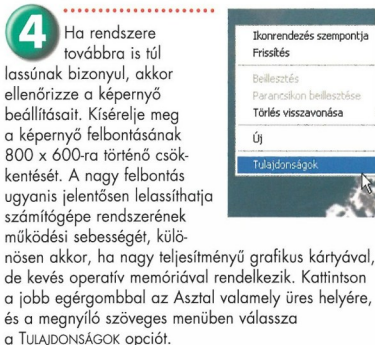 4
Ha rendszere
továbbra is túl
lassúnak bizonyul, akkor
ellenőrizze a képernyő
beállításait. Kísérelje meg
a képernyő felbontásának
800 x 600-ra történő csök-
kentését. A nagy felbontás
ugyanis jelentősen lelassíthatja
számítógépe rendszerének
működési sebességét, külö-
nösen akkor, ha nagy teljesítményű grafikus kártyával,
de kevés operatív memóriával rendelkezik. Kattintson
a jobb egérgombbal az Asztal valamely üres helyére,
és a megnyíló szöveges menüben válassza
a TULAJDONSÁGOK opciót.
Ikonrendezés szempontja
Frissítés
Beillesztés
Parancsikon beillesztése
Törlés visszavonása
Új
Tulajdonságok